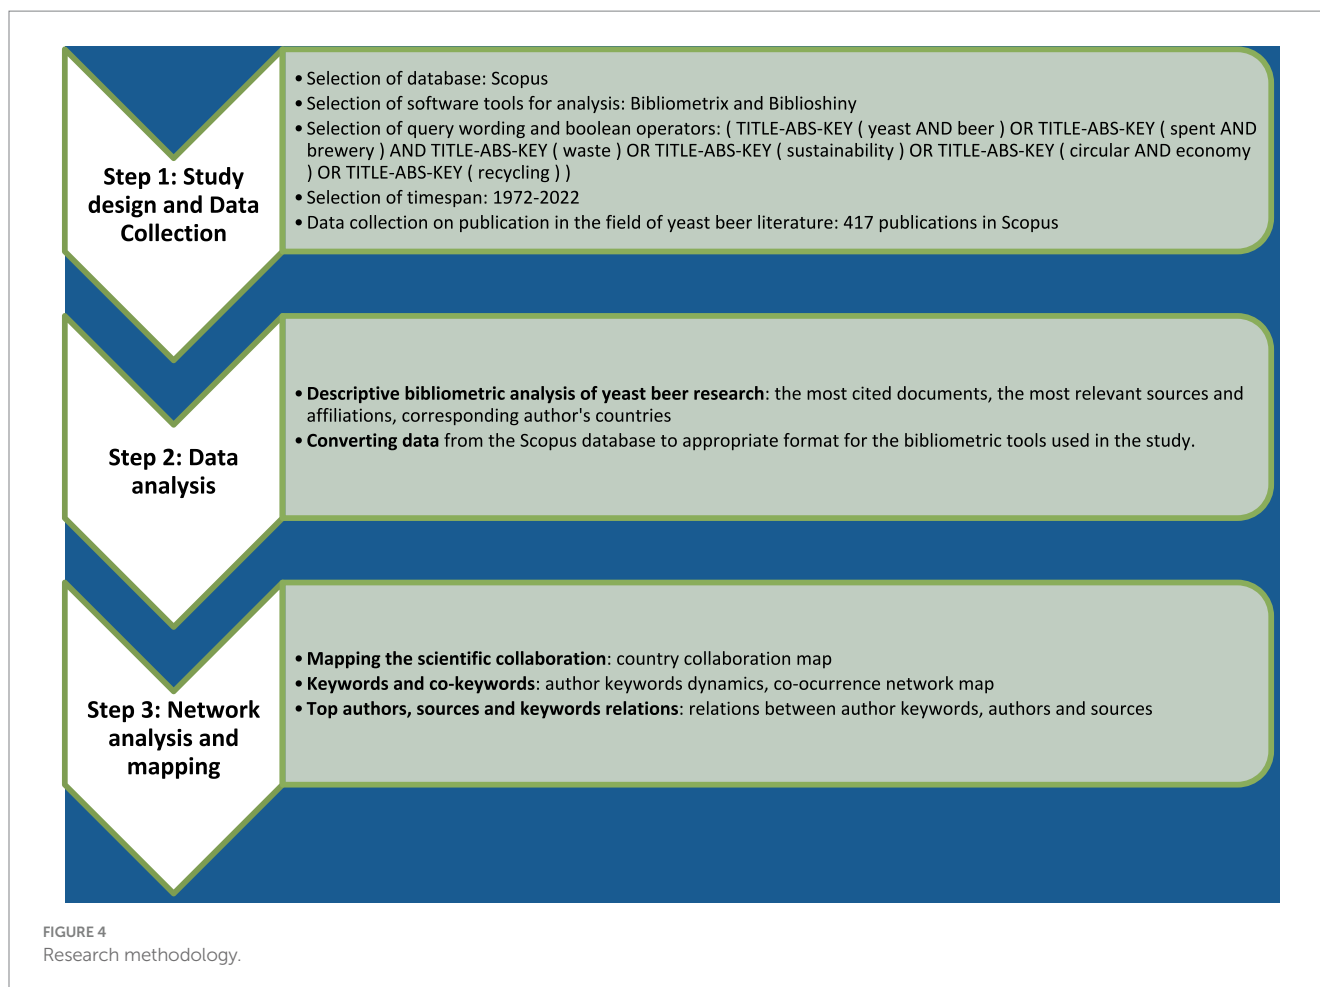 Step 1: Study
design and Data
Collection
• Selection of database: Scopus
• Selection of software tools for analysis: Bibliometrix and Biblioshiny
• Selection of query wording and boolean operators: ( TITLE-ABS-KEY ( yeast AND beer ) OR TITLE-ABS-KEY ( spent AND
brewery ) AND TITLE-ABS-KEY ( waste ) OR TITLE-ABS-KEY ( sustainability ) OR TITLE-ABS-KEY ( circular AND economy
) OR TITLE-ABS-KEY ( recycling ) )
• Selection of timespan: 1972-2022
• Data collection on publication in the field of yeast beer literature: 417 publications in Scopus
Step 2: Data
analysis
• Descriptive bibliometric analysis of yeast beer research: the most cited documents, the most relevant sources and
affiliations, corresponding author's countries
• Converting data from the Scopus database to appropriate format for the bibliometric tools used in the study.
Step 3: Network
analysis and
mapping
• Mapping the scientific collaboration: country collaboration map
• Keywords and co-keywords: author keywords dynamics, co-ocurrence network map
• Top authors, sources and keywords relations: relations between author keywords, authors and sources
FIGURE 4
Research methodology.